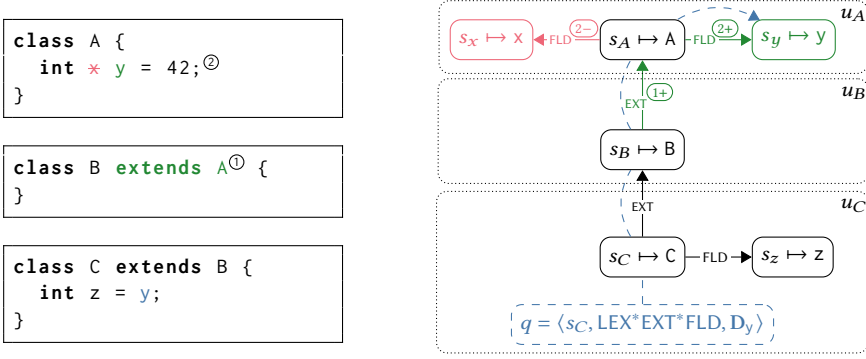 class A {
int x y = 42;②
}
class B extends A① {
}
class C extends B {
int z = y;
}
u_A
s_x ↦ x FLD 2− s_A ↦ A FLD 2+ s_y ↦ y
u_B
EXT 1+
s_B ↦ B
u_C
EXT
s_C ↦ C FLD s_z ↦ z
q = ⟨s_C, LEX*EXT*FLD, D_y⟩